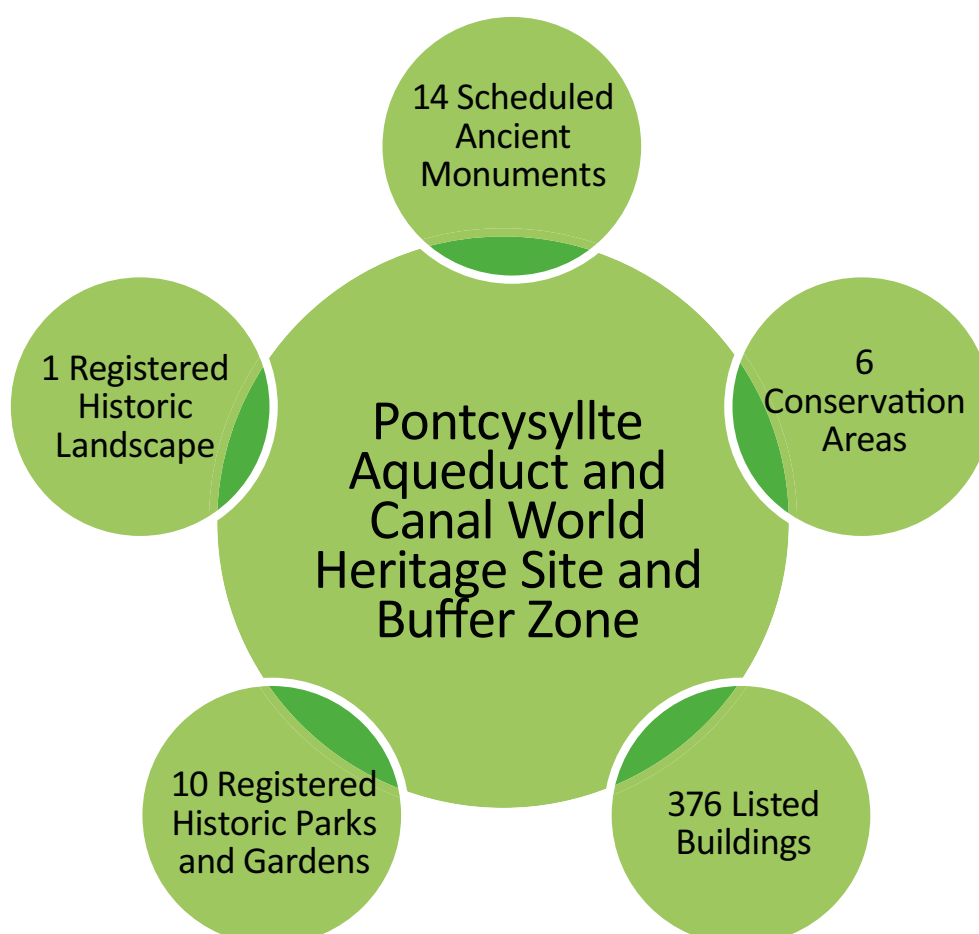 14 Scheduled
Ancient
Monuments
1 Registered
Historic
Landscape
6
Conservation
Areas
Pontcysyllte
Aqueduct and
Canal World
Heritage Site and
Buffer Zone
10 Registered
Historic Parks
and Gardens
376 Listed
Buildings